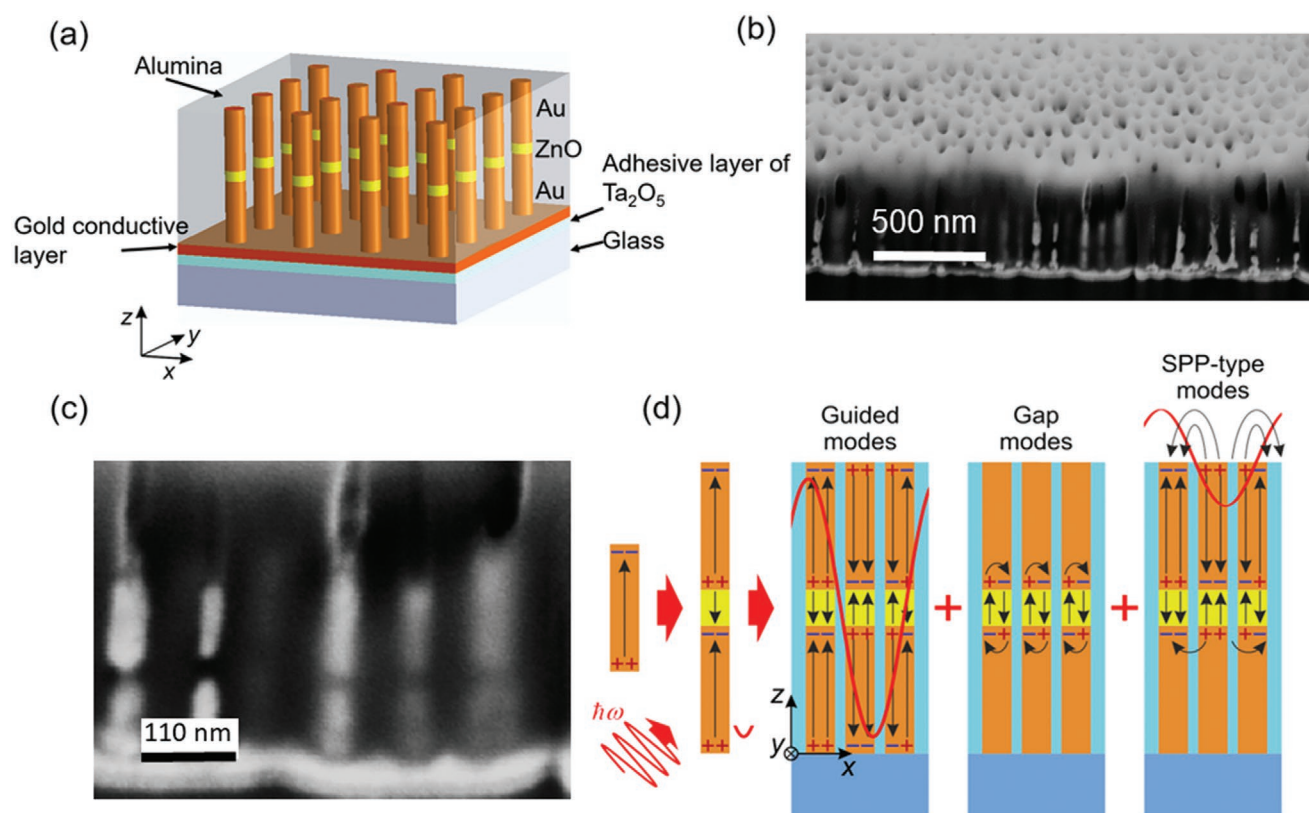 (a)
Alumina
Au
ZnO
Au
Adhesive layer of
Ta₂O₅
Gold conductive
layer
Glass
z
y
x
(b)
500 nm
(c)
110 nm
(d)
Guided
modes
Gap
modes
SPP-type
modes
ℏω
+
+
z
y
x